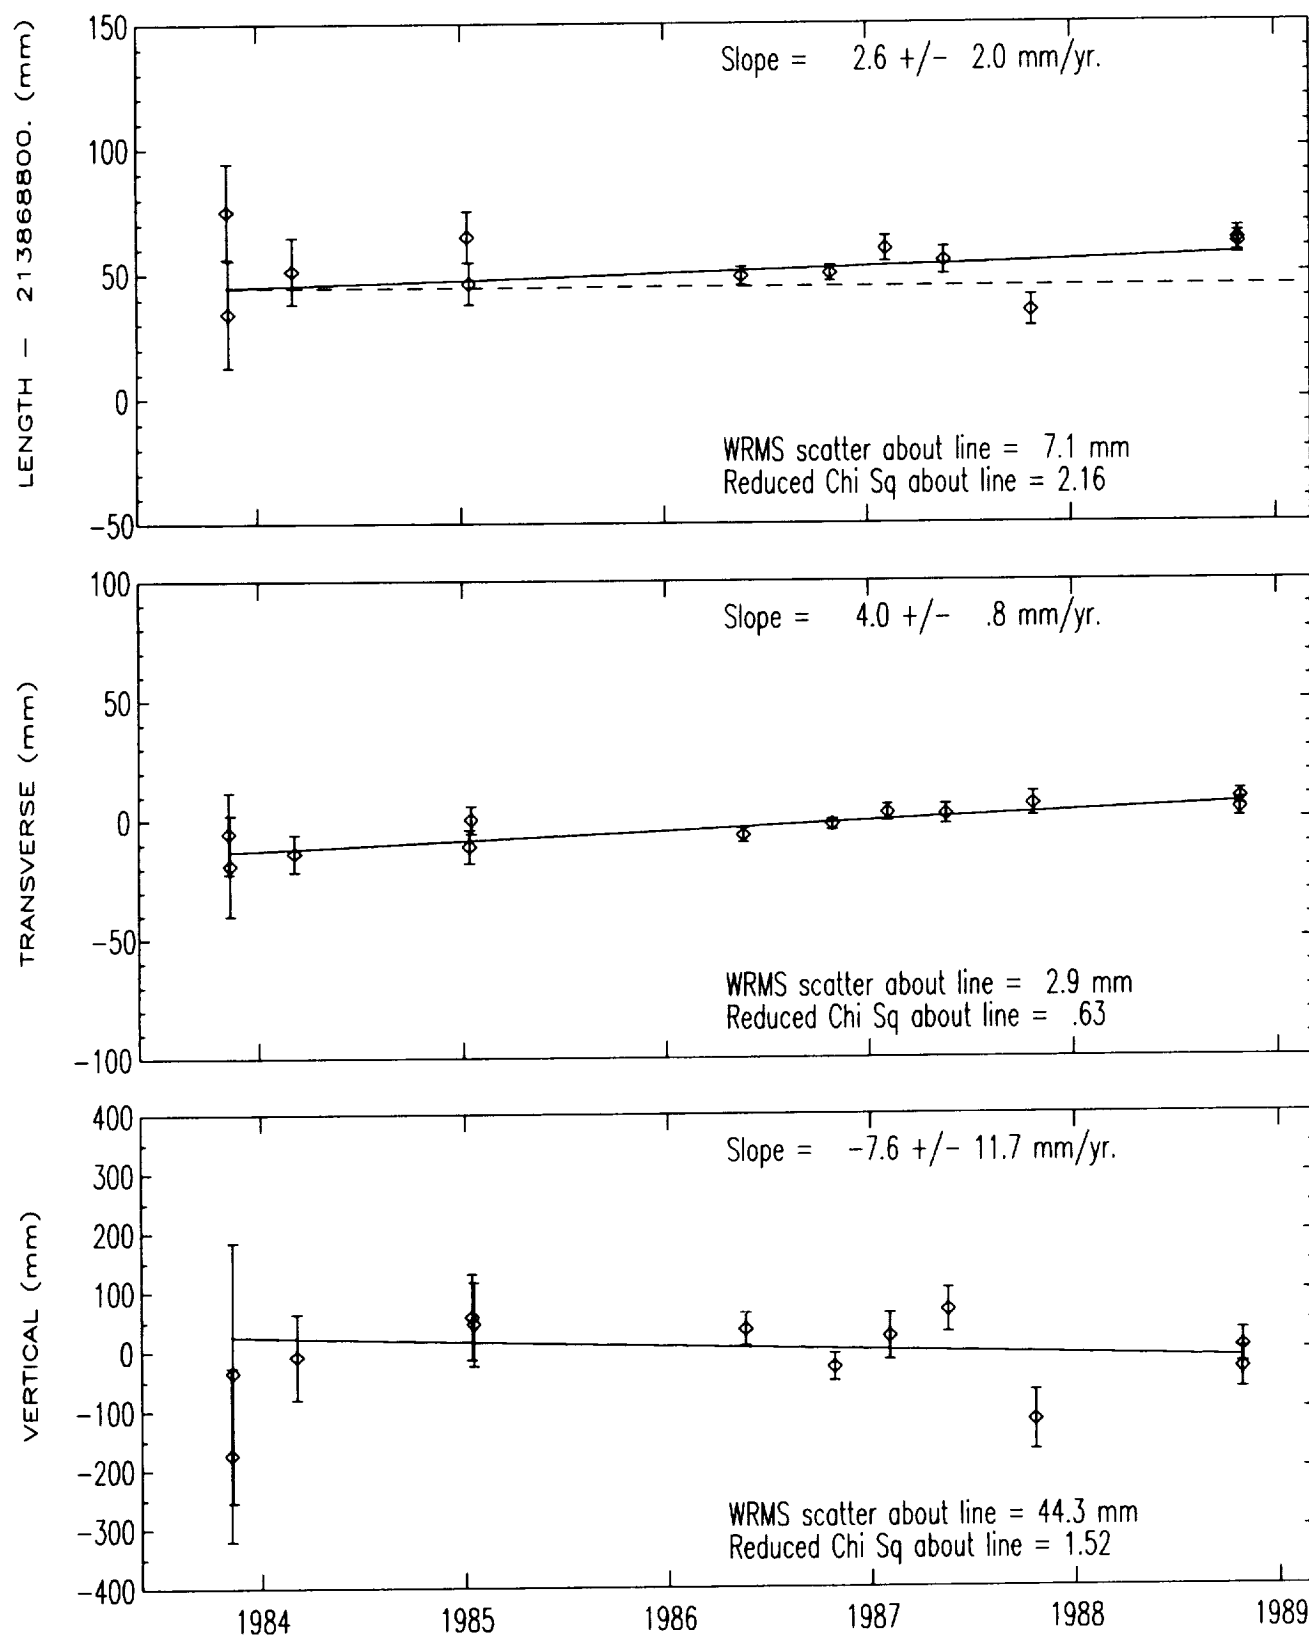 LENGTH – 213868800. (mm)
150
100
50
0
-50
Slope = 2.6 +/- 2.0 mm/yr.
WRMS scatter about line = 7.1 mm
Reduced Chi Sq about line = 2.16
TRANSVERSE (mm)
100
50
0
-50
-100
Slope = 4.0 +/- .8 mm/yr.
WRMS scatter about line = 2.9 mm
Reduced Chi Sq about line = .63
VERTICAL (mm)
400
300
200
100
0
-100
-200
-300
-400
Slope = -7.6 +/- 11.7 mm/yr.
WRMS scatter about line = 44.3 mm
Reduced Chi Sq about line = 1.52
1984 1985 1986 1987 1988 1989